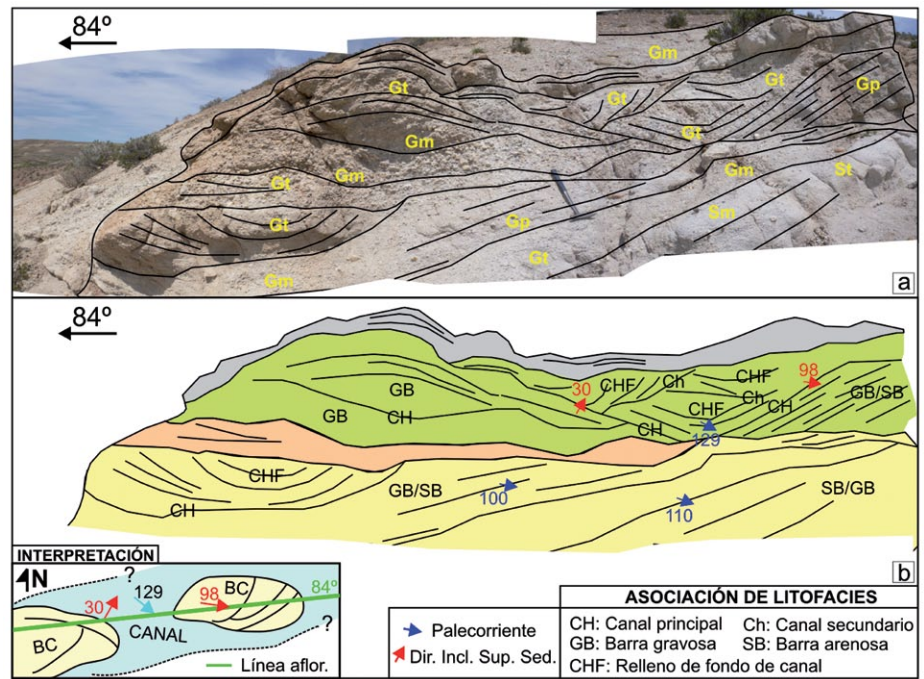 84º
Gm
Gt
Gt
Gt
Gp
Gm
Gt
Gm
St
Gt
Gm
Gt
Gp
Sm
Gt
Gm
a
84º
GB
GB
CH
30
CHF
Ch
CHF
98
Ch
CHF
CH
GB/SB
CH
129
CHF
CH
GB/SB
100
110
SB/GB
b
INTERPRETACIÓN
N
?
30
129
98
BC
84º
BC
CANAL
?
Línea aflor.
Palecorriente
Dir. Incl. Sup. Sed.
ASOCIACIÓN DE LITOFACIES
CH: Canal principal Ch: Canal secundario
GB: Barra gravosa SB: Barra arenosa
CHF: Relleno de fondo de canal